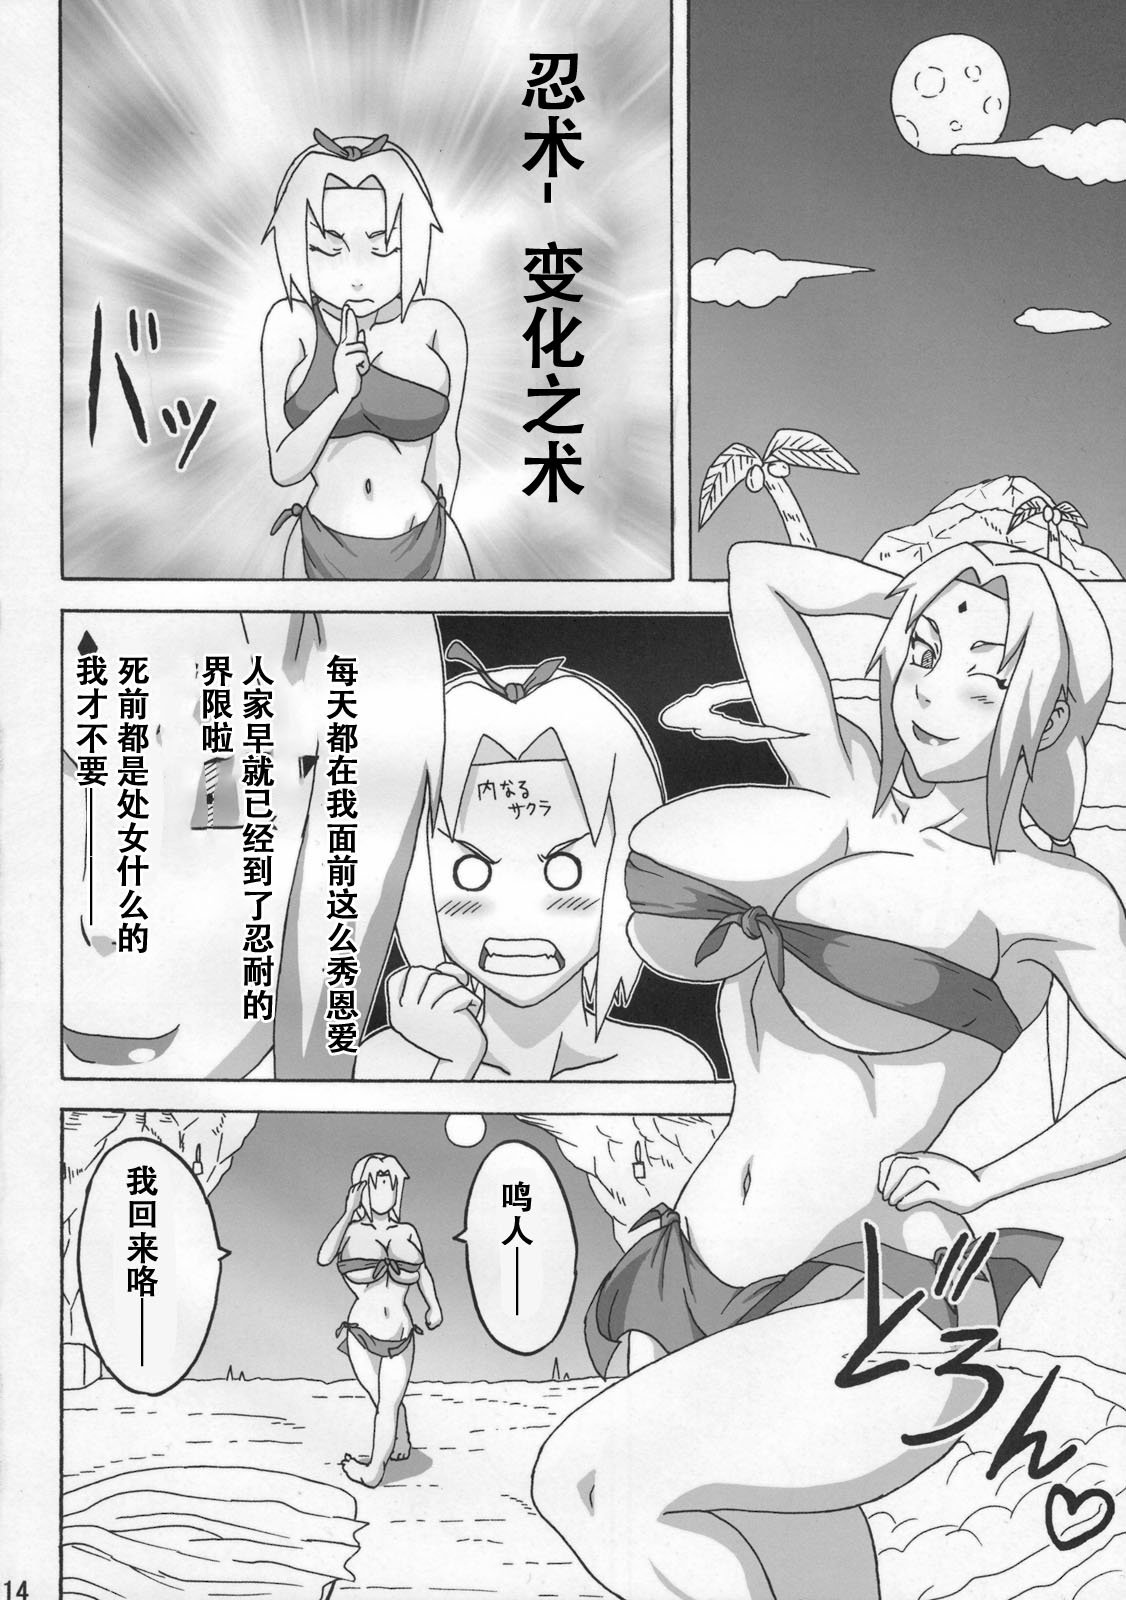 忍术- 变化之术
バッ
どろん♡
每天都在我面前这么秀恩爱
人家早就已经到了忍耐的
界限啦——
死前都是处女什么的
我才不要——
内なる
サクラ
鸣人——
我回来咯——
14